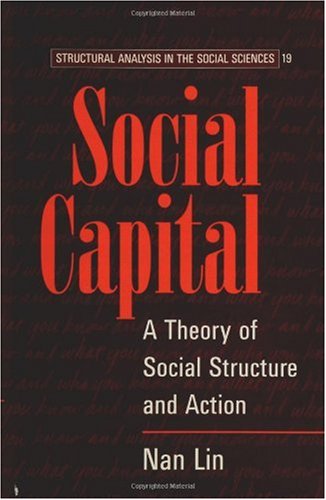 STRUCTURAL ANALYSIS IN THE SOCIAL SCIENCES 19
Social
Capital
A Theory of
Social Structure
and Action
Nan Lin